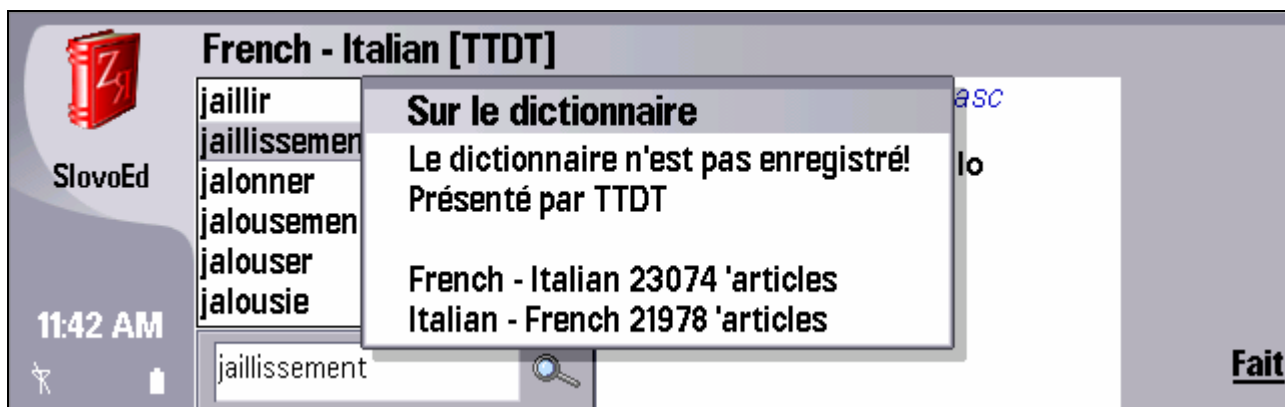 French - Italian [TTDT]
SlovoEd
11:42 AM
jaillir
jaillissemen
jalonner
jalousemen
jalouser
jalousie
jaillissement
Sur le dictionnaire
Le dictionnaire n'est pas enregistré!
Présenté par TTDT
French - Italian 23074 'articles
Italian - French 21978 'articles
asc
lo
Fait